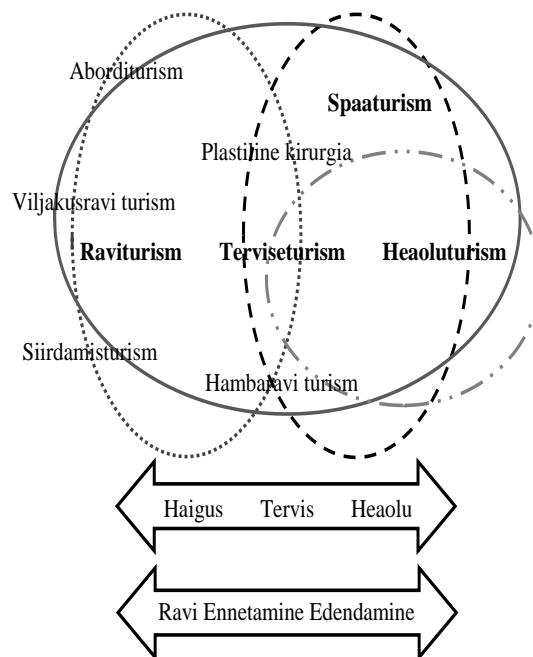 Aborditurism
Spaaturism
Plastiline kirurgia
Viljakusravi turism
Raviturism Terviseturism Heaoluturism
Siirdamisturism
Hambaravi turism
Haigus Tervis Heaolu
Ravi Ennetamine Edendamine